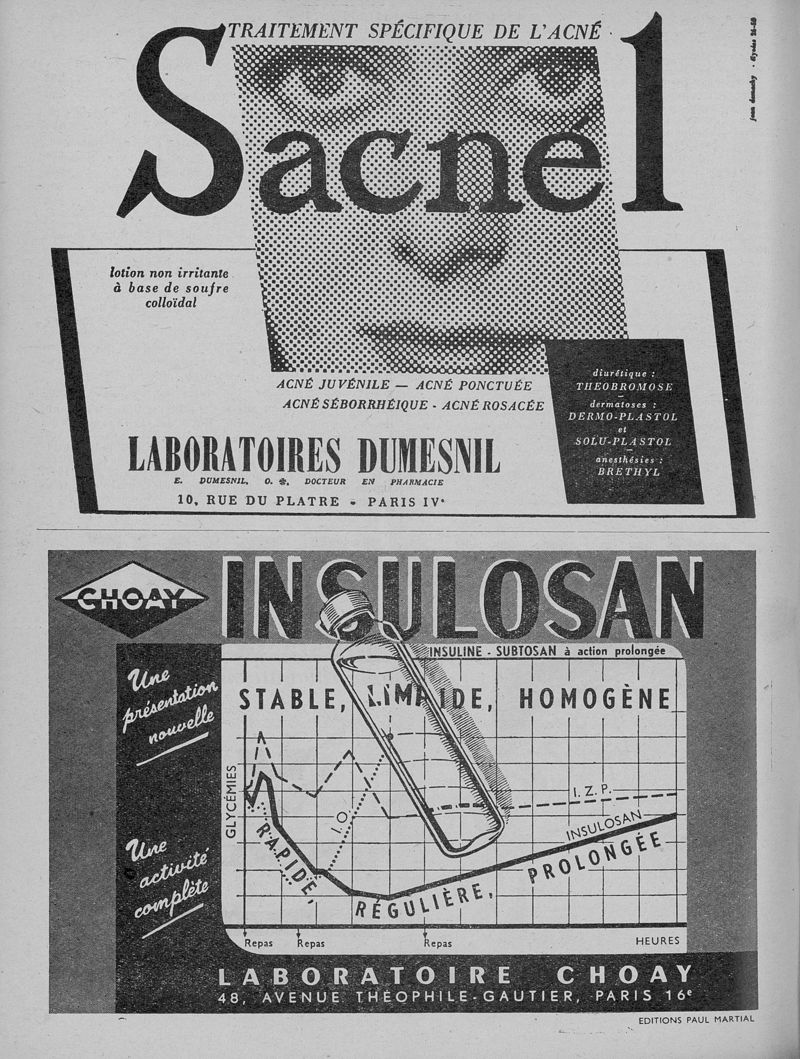 TRAITEMENT SPÉCIFIQUE DE L'ACNÉ
Sacnél
lotion non irritante
à base de soufre
colloïdal
ACNÉ JUVÉNILE — ACNÉ PONCTUÉE
ACNÉ SÉBORRHÉIQUE - ACNÉ ROSACÉE
diurétique :
THEOBROMOSE
—
dermatoses :
DERMO-PLASTOL
et
SOLU-PLASTOL
—
anesthésies :
BRETHYL
LABORATOIRES DUMESNIL
E. DUMESNIL, O. ✽, DOCTEUR EN PHARMACIE
10, RUE DU PLATRE - PARIS IVe
CHOAY
INSULOSAN
INSULINE - SUBTOSAN à action prolongée
Une
présentation
nouvelle
STABLE, LIMPIDE, HOMOGÈNE
GLYCÉMIES
I.O.
I.Z.P.
INSULOSAN
Une
activité
complète
RAPIDE,
RÉGULIÈRE,
PROLONGÉE
Repas
Repas
Repas
HEURES
LABORATOIRE CHOAY
48, AVENUE THÉOPHILE-GAUTIER, PARIS 16e
EDITIONS PAUL MARTIAL